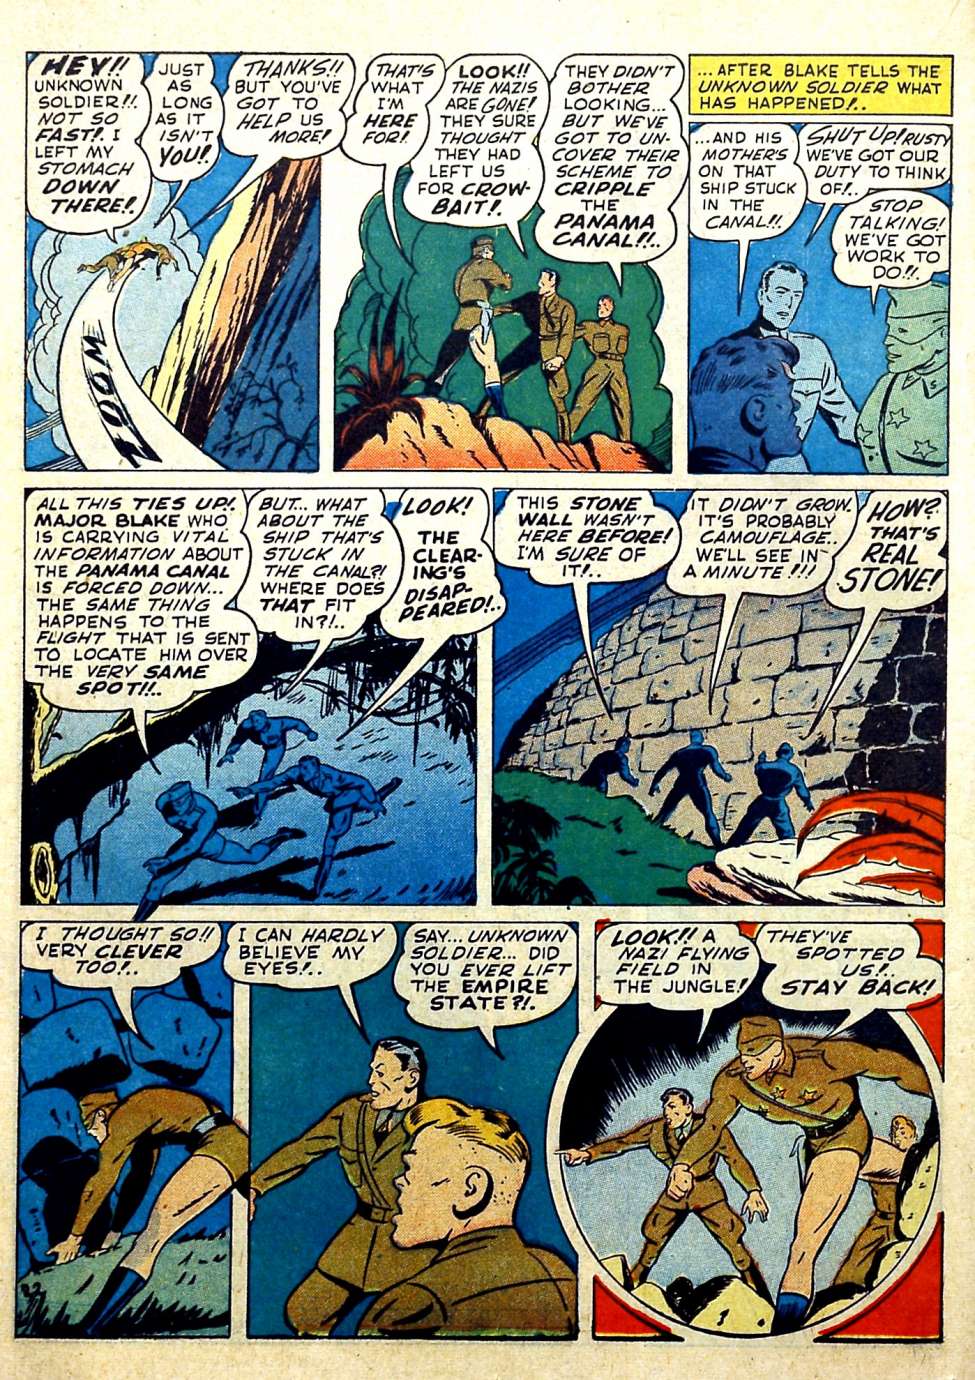 HEY!!
UNKNOWN
SOLDIER!!
NOT SO
FAST!. I
LEFT MY
STOMACH
DOWN
THERE!.
JUST
AS
LONG
AS IT
ISN'T
YOU!.
THANKS!!
BUT YOU'VE
GOT TO
HELP US
MORE!
ZOOM
THAT'S
WHAT
I'M
HERE
FOR!.
LOOK!!
THE NAZIS
ARE GONE!
THEY SURE
THOUGHT
THEY HAD
LEFT US
FOR CROW-
BAIT!.
THEY DIDN'T
BOTHER
LOOKING...
BUT WE'VE
GOT TO UN-
COVER THEIR
SCHEME TO
CRIPPLE
THE
PANAMA
CANAL!!..
...AFTER BLAKE TELLS THE
UNKNOWN SOLDIER WHAT
HAS HAPPENED!..
...AND HIS
MOTHER'S
ON THAT
SHIP STUCK
IN THE
CANAL!!.
SHUT UP! RUSTY
WE'VE GOT OUR
DUTY TO THINK
OF!..
STOP
TALKING!
WE'VE GOT
WORK TO
DO!!.
ALL THIS TIES UP!.
MAJOR BLAKE WHO
IS CARRYING VITAL
INFORMATION ABOUT
THE PANAMA CANAL
IS FORCED DOWN...
THE SAME THING
HAPPENS TO THE
FLIGHT THAT IS SENT
TO LOCATE HIM OVER
THE VERY SAME
SPOT!!..
BUT... WHAT
ABOUT THE
SHIP THAT'S
STUCK IN
THE CANAL?!
WHERE DOES
THAT FIT
IN?!..
LOOK!
THE
CLEAR-
ING'S
DISAP-
PEARED!..
THIS STONE
WALL WASN'T
HERE BEFORE!
I'M SURE OF
IT!..
IT DIDN'T GROW.
IT'S PROBABLY
CAMOUFLAGE..
WE'LL SEE IN
A MINUTE!!!
HOW?
THAT'S
REAL
STONE!
I THOUGHT SO!!
VERY CLEVER
TOO!..
I CAN HARDLY
BELIEVE MY
EYES!..
SAY... UNKNOWN
SOLDIER... DID
YOU EVER LIFT
THE EMPIRE
STATE?!.
LOOK!! A
NAZI FLYING
FIELD IN
THE JUNGLE!
THEY'VE
SPOTTED
US!..
STAY BACK!